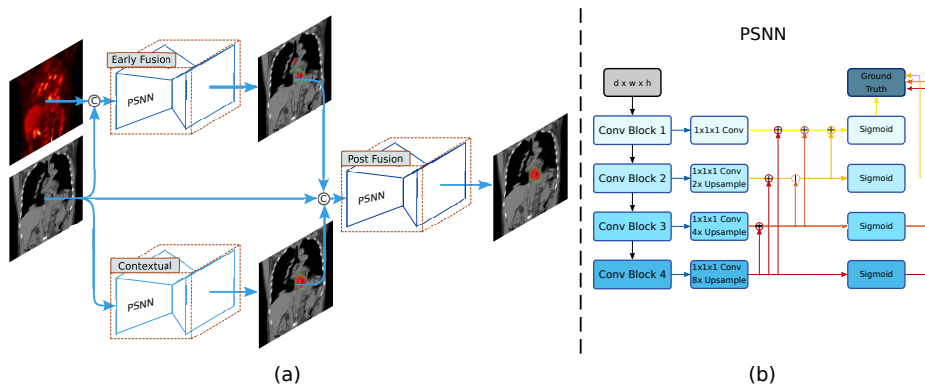 Early Fusion
PSNN
©
Post Fusion
PSNN
©
Contextual
PSNN
(a)
PSNN
d x w x h
Ground
Truth
Conv Block 1
1x1x1 Conv
Sigmoid
Conv Block 2
1x1x1 Conv
2x Upsample
Sigmoid
Conv Block 3
1x1x1 Conv
4x Upsample
Sigmoid
Conv Block 4
1x1x1 Conv
8x Upsample
Sigmoid
(b)